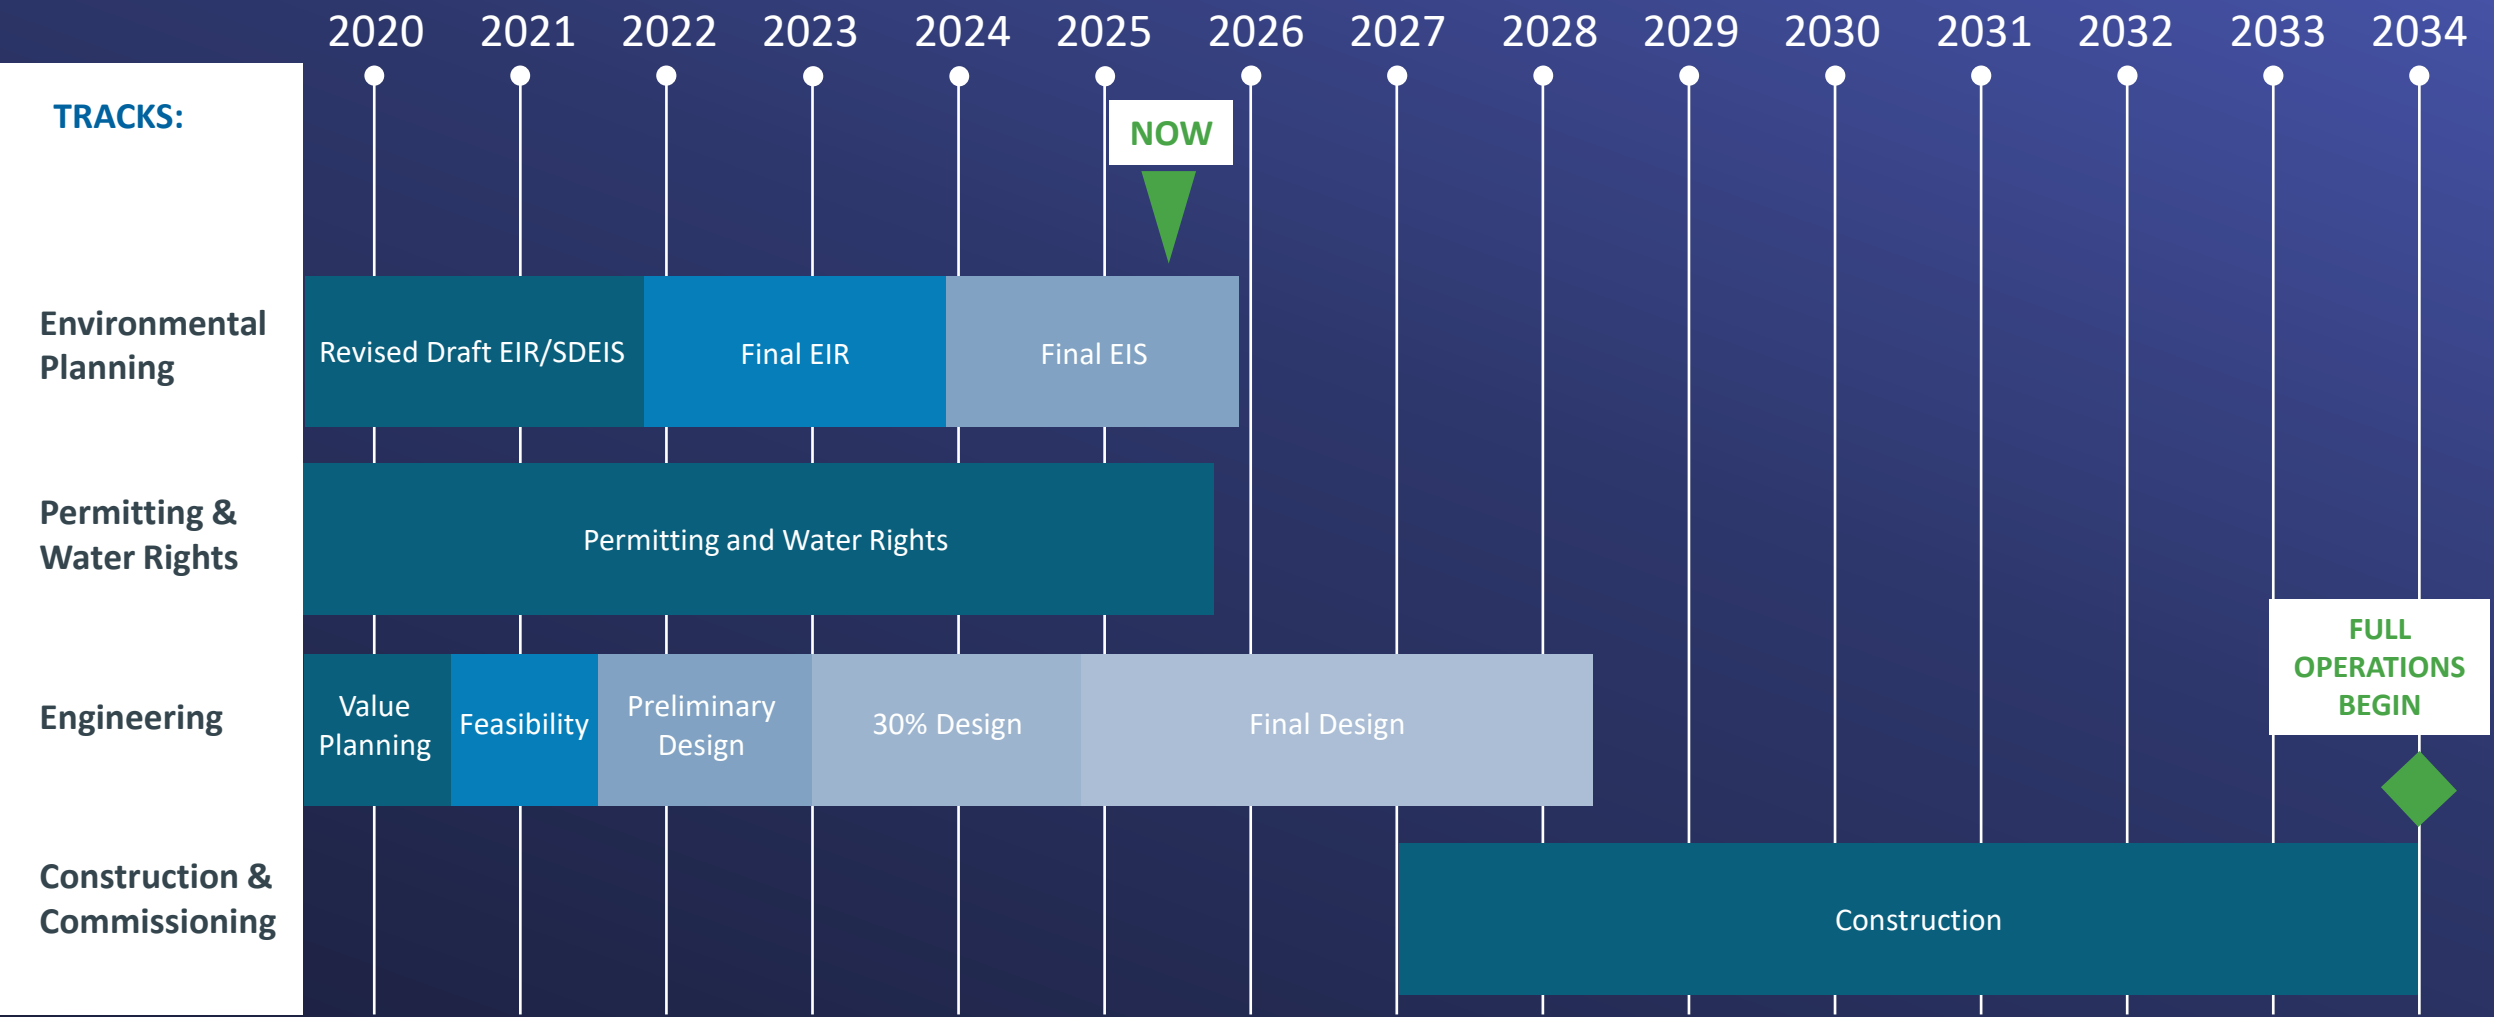 2020 2021 2022 2023 2024 2025 2026 2027 2028 2029 2030 2031 2032 2033 2034
TRACKS:
NOW
Environmental
Planning
Revised Draft EIR/SDEIS
Final EIR
Final EIS
Permitting &
Water Rights
Permitting and Water Rights
Engineering
Value
Planning
Feasibility
Preliminary
Design
30% Design
Final Design
FULL
OPERATIONS
BEGIN
Construction &
Commissioning
Construction